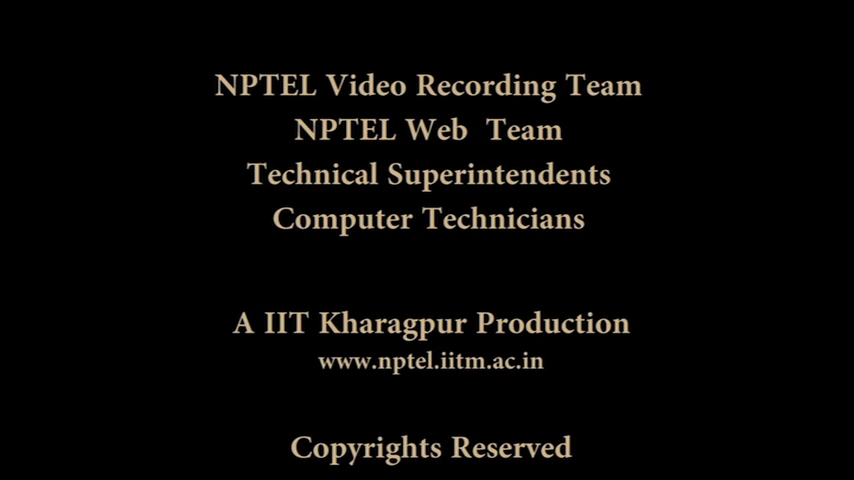 NPTEL Video Recording Team
NPTEL Web Team
Technical Superintendents
Computer Technicians
A IIT Kharagpur Production
www.nptel.iitm.ac.in
Copyrights Reserved